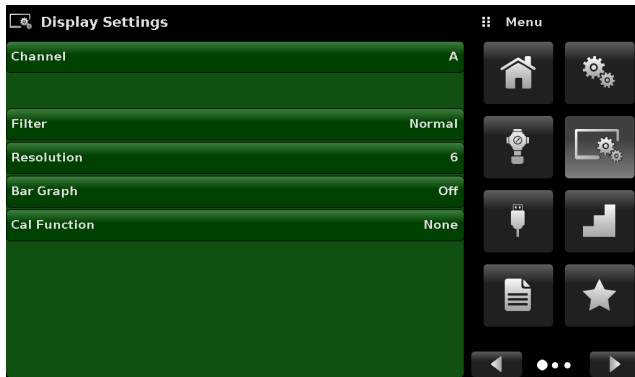 Display Settings
Menu
Channel A
Filter Normal
Resolution 6
Bar Graph Off
Cal Function None